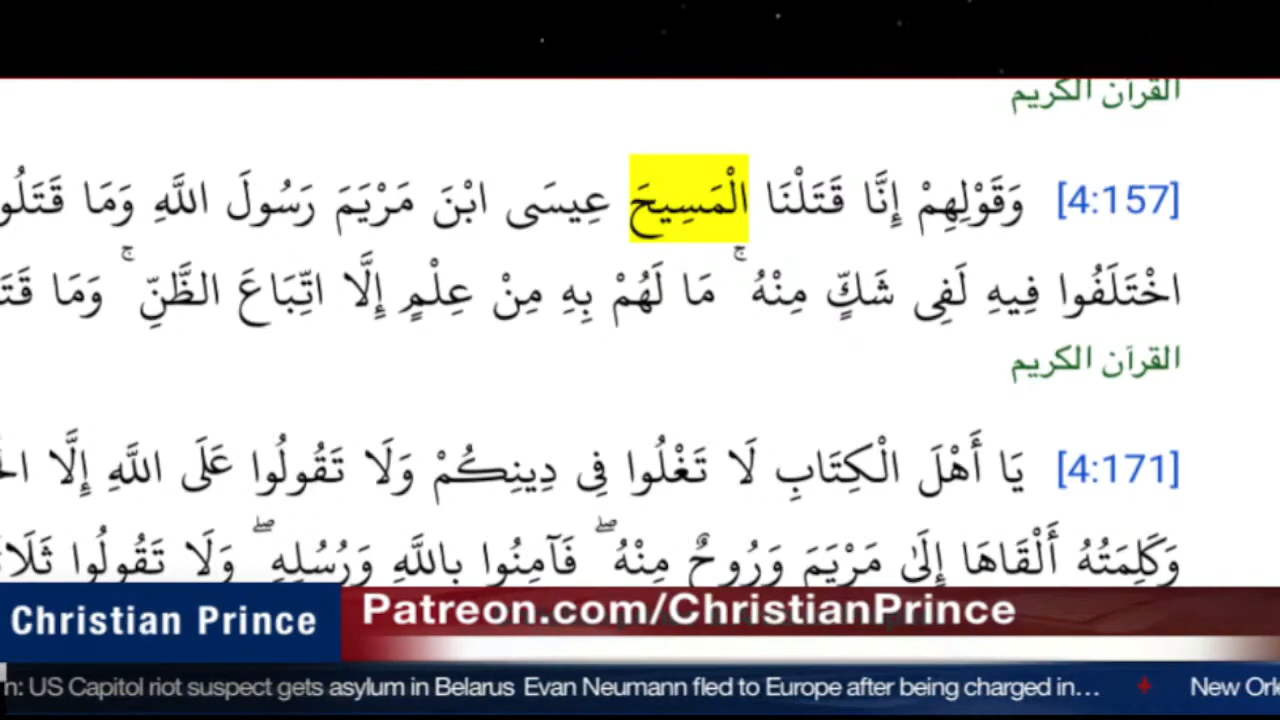 القرآن الكريم
[4:157] وَقَوْلِهِمْ إِنَّا قَتَلْنَا الْمَسِيحَ عِيسَى ابْنَ مَرْيَمَ رَسُولَ اللَّهِ وَمَا قَتَلُو
اخْتَلَفُوا فِيهِ لَفِى شَكٍّ مِنْهُ ۚ مَا لَهُمْ بِهِ مِنْ عِلْمٍ إِلَّا اتِّبَاعَ الظَّنِّ ۚ وَمَا قَتَ
القرآن الكريم
[4:171] يَا أَهْلَ الْكِتَابِ لَا تَغْلُوا فِى دِينِكُمْ وَلَا تَقُولُوا عَلَى اللَّهِ إِلَّا
وَكَلِمَتُهُ أَلْقَاهَا إِلَىٰ مَرْيَمَ وَرُوحٌ مِنْهُ ۖ فَآمِنُوا بِاللَّهِ وَرُسُلِهِ ۖ وَلَا تَقُولُوا ثَلَا
Christian Prince
Patreon.com/ChristianPrince
n: US Capitol riot suspect gets asylum in Belarus Evan Neumann fled to Europe after being charged in... New Orle